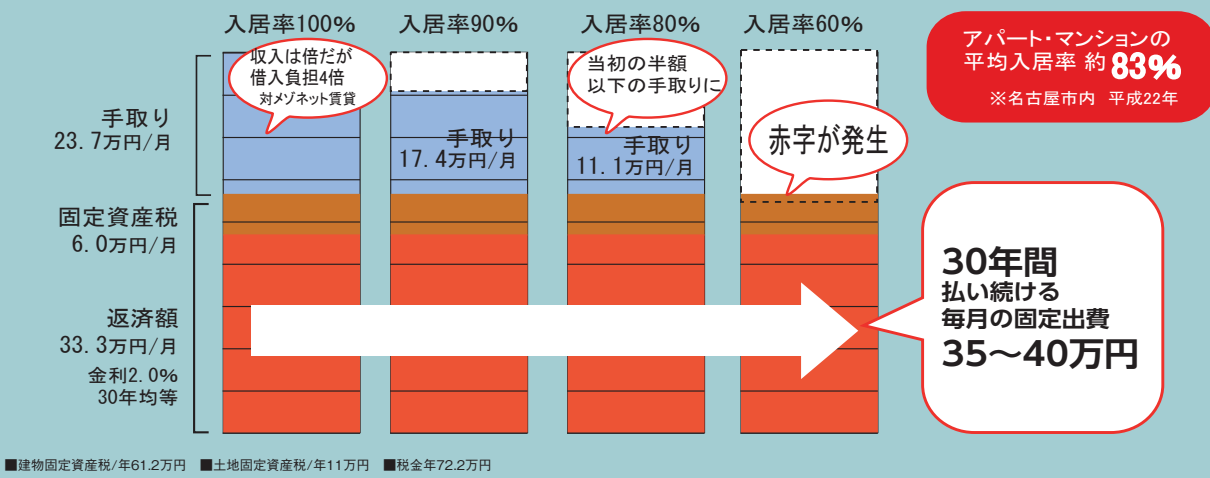 入居率100%
入居率90%
入居率80%
入居率60%
収入は倍だが
借入負担4倍
対メゾネット賃貸
当初の半額
以下の手取りに
赤字が発生
アパート・マンションの
平均入居率 約83%
※名古屋市内 平成22年
手取り
23.7万円/月
手取り
17.4万円/月
手取り
11.1万円/月
固定資産税
6.0万円/月
返済額
33.3万円/月
金利2.0%
30年均等
30年間
払い続ける
毎月の固定出費
35〜40万円
■建物固定資産税/年61.2万円 ■土地固定資産税/年11万円 ■税金年72.2万円